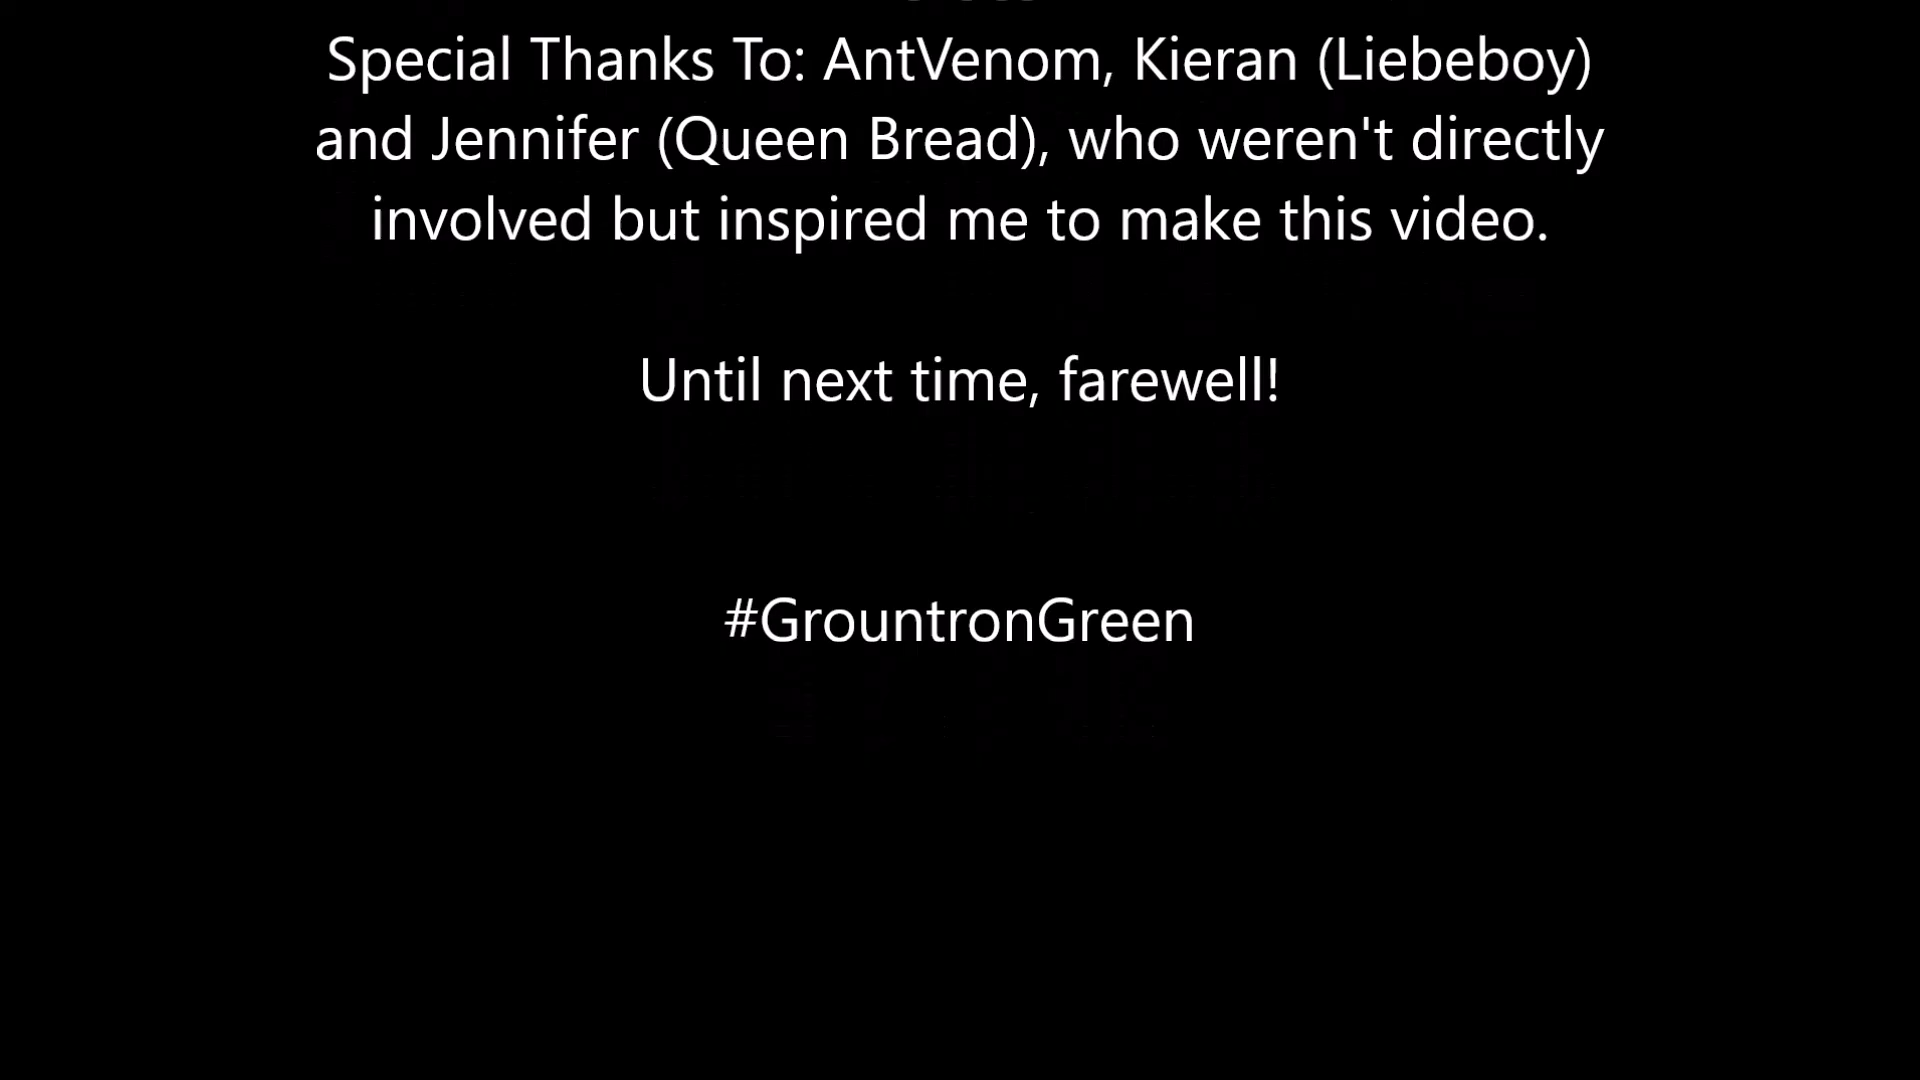 Special Thanks To: AntVenom, Kieran (Liebeboy)
and Jennifer (Queen Bread), who weren't directly
involved but inspired me to make this video.
Until next time, farewell!
#GrountronGreen